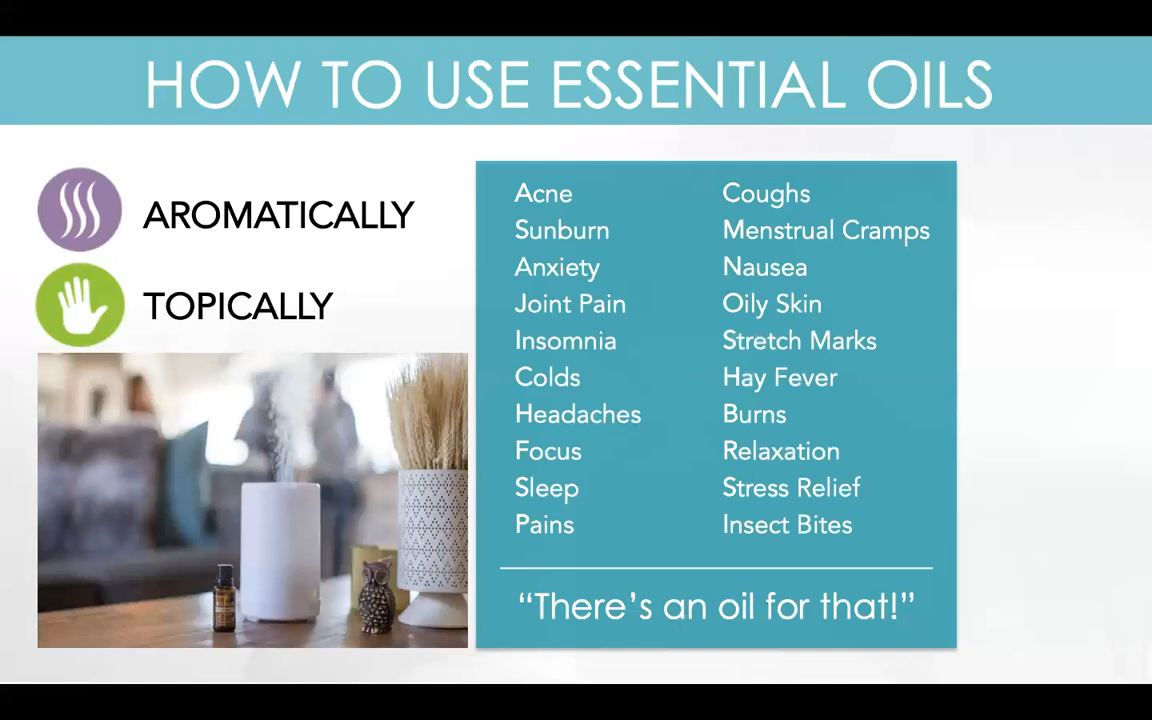 HOW TO USE ESSENTIAL OILS
AROMATICALLY
TOPICALLY
Acne
Sunburn
Anxiety
Joint Pain
Insomnia
Colds
Headaches
Focus
Sleep
Pains
Coughs
Menstrual Cramps
Nausea
Oily Skin
Stretch Marks
Hay Fever
Burns
Relaxation
Stress Relief
Insect Bites
“There’s an oil for that!”